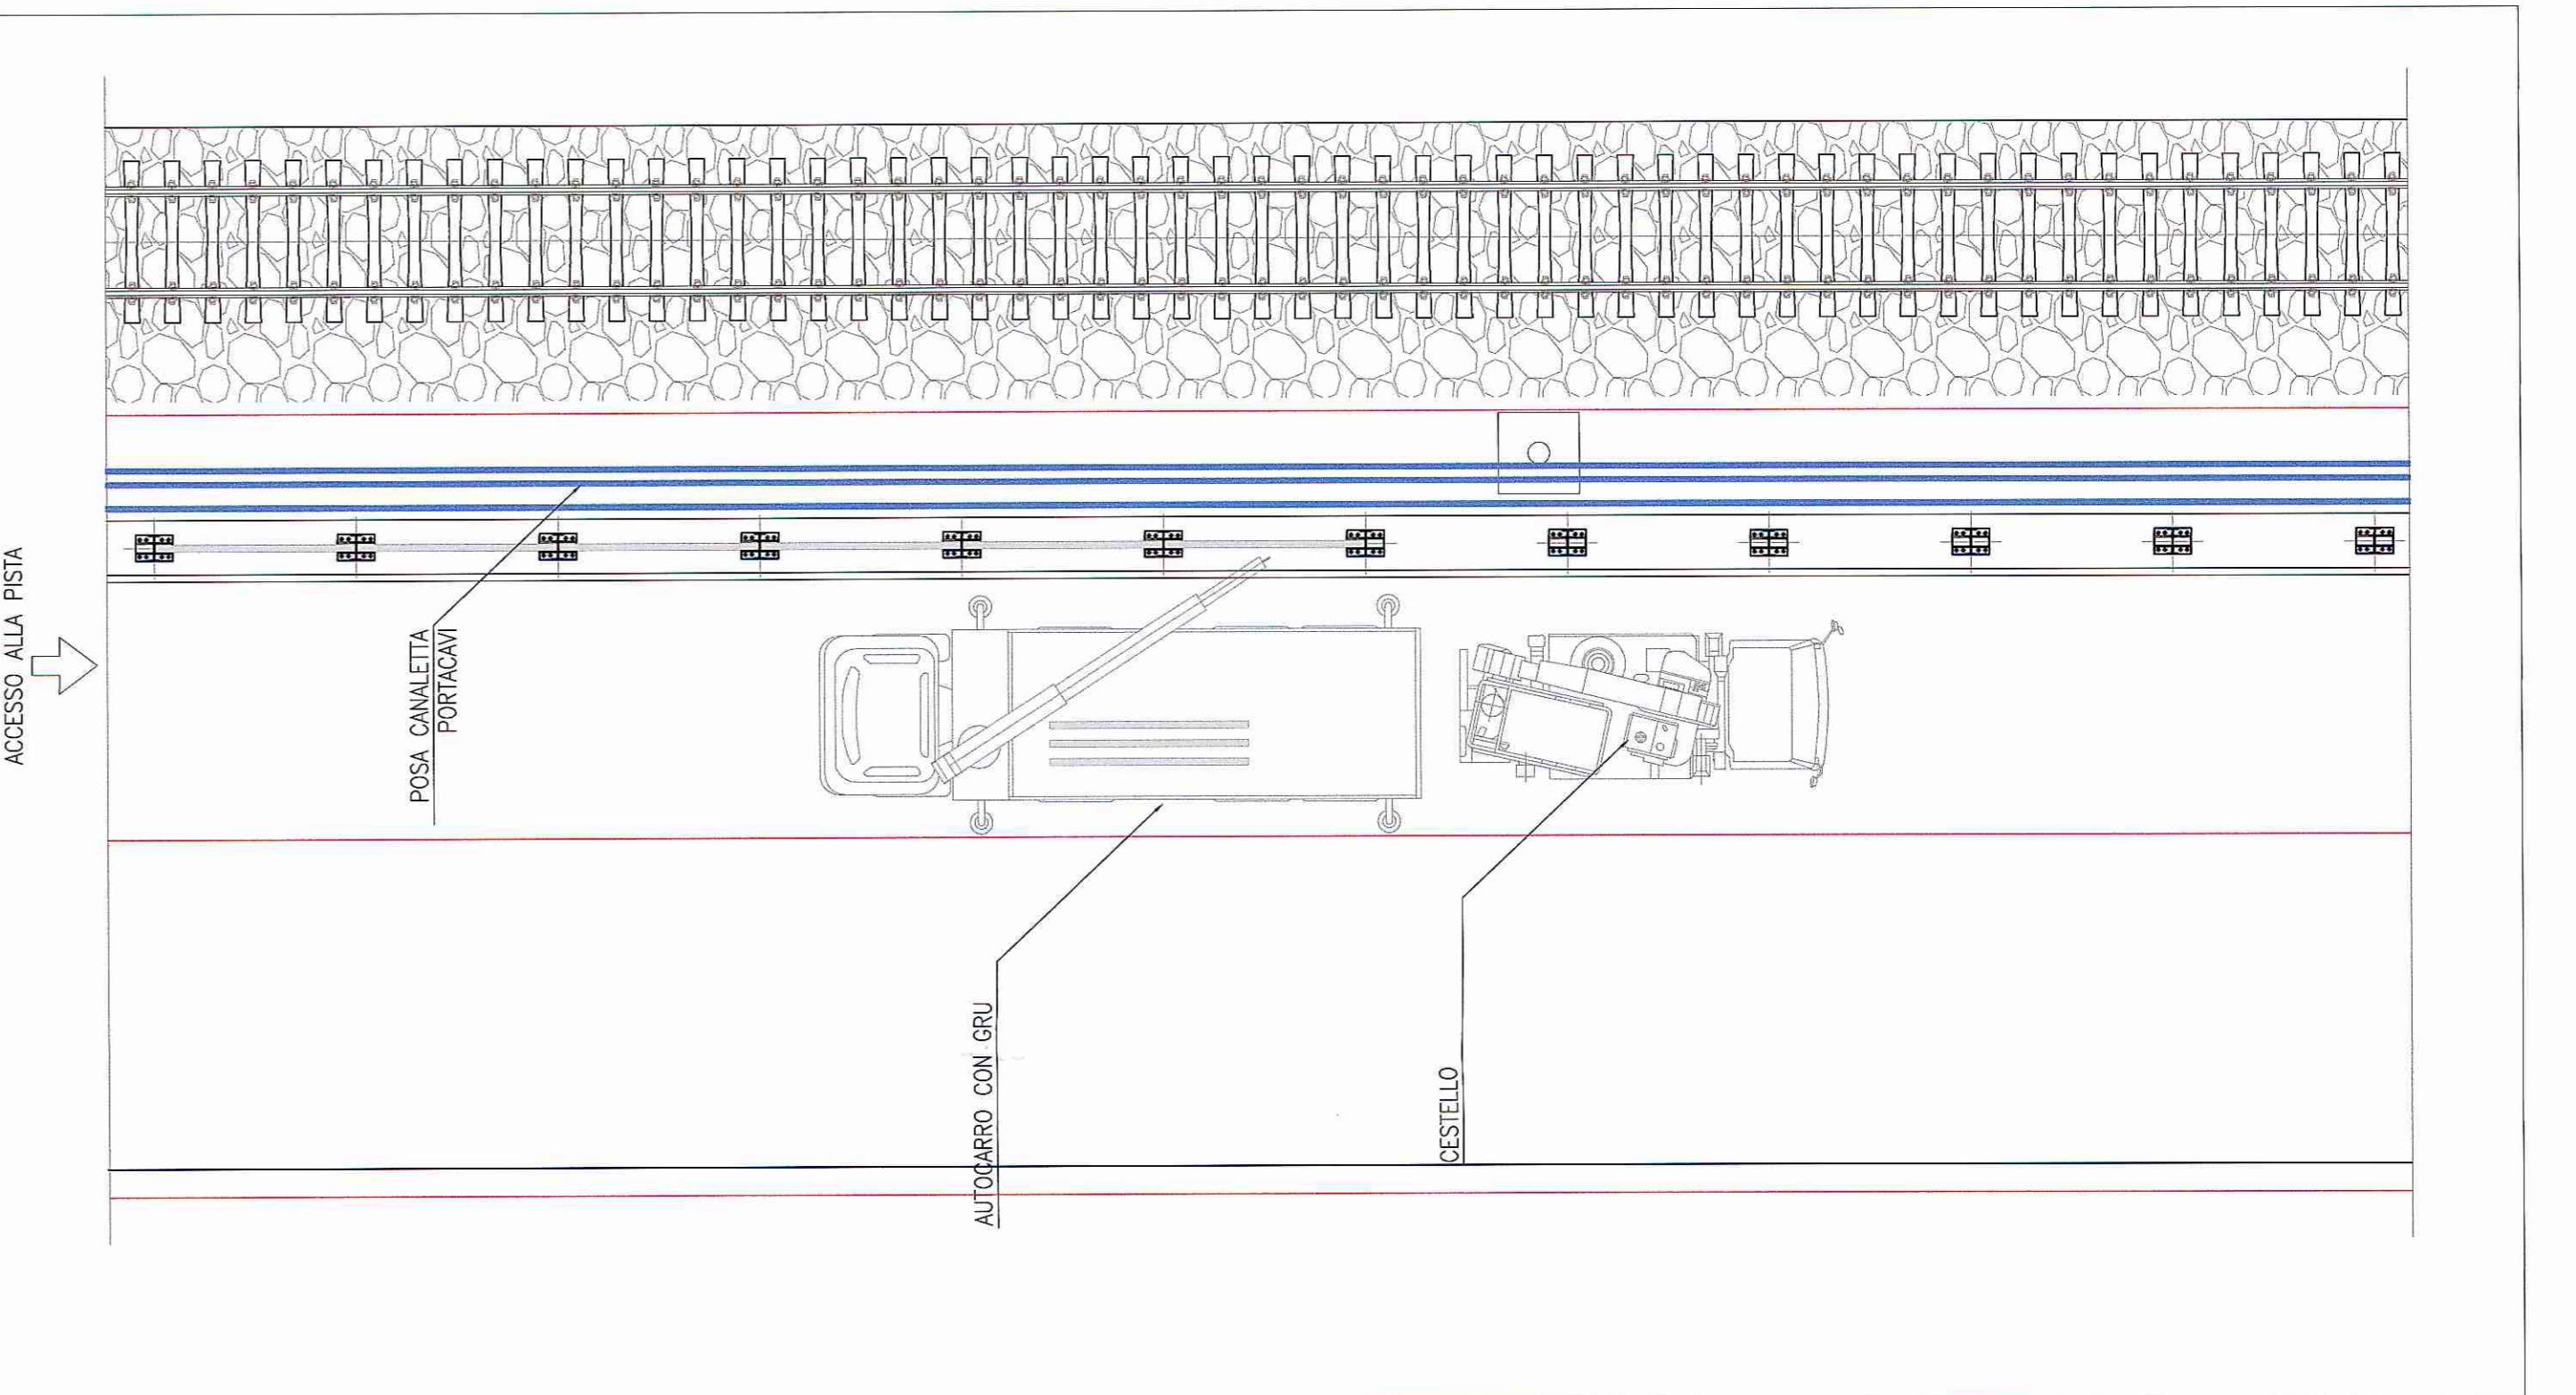 ACCESSO ALLA PISTA
POSA CANALETTA
PORTACAVI
AUTOCARRO CON GRU
CESTELLO